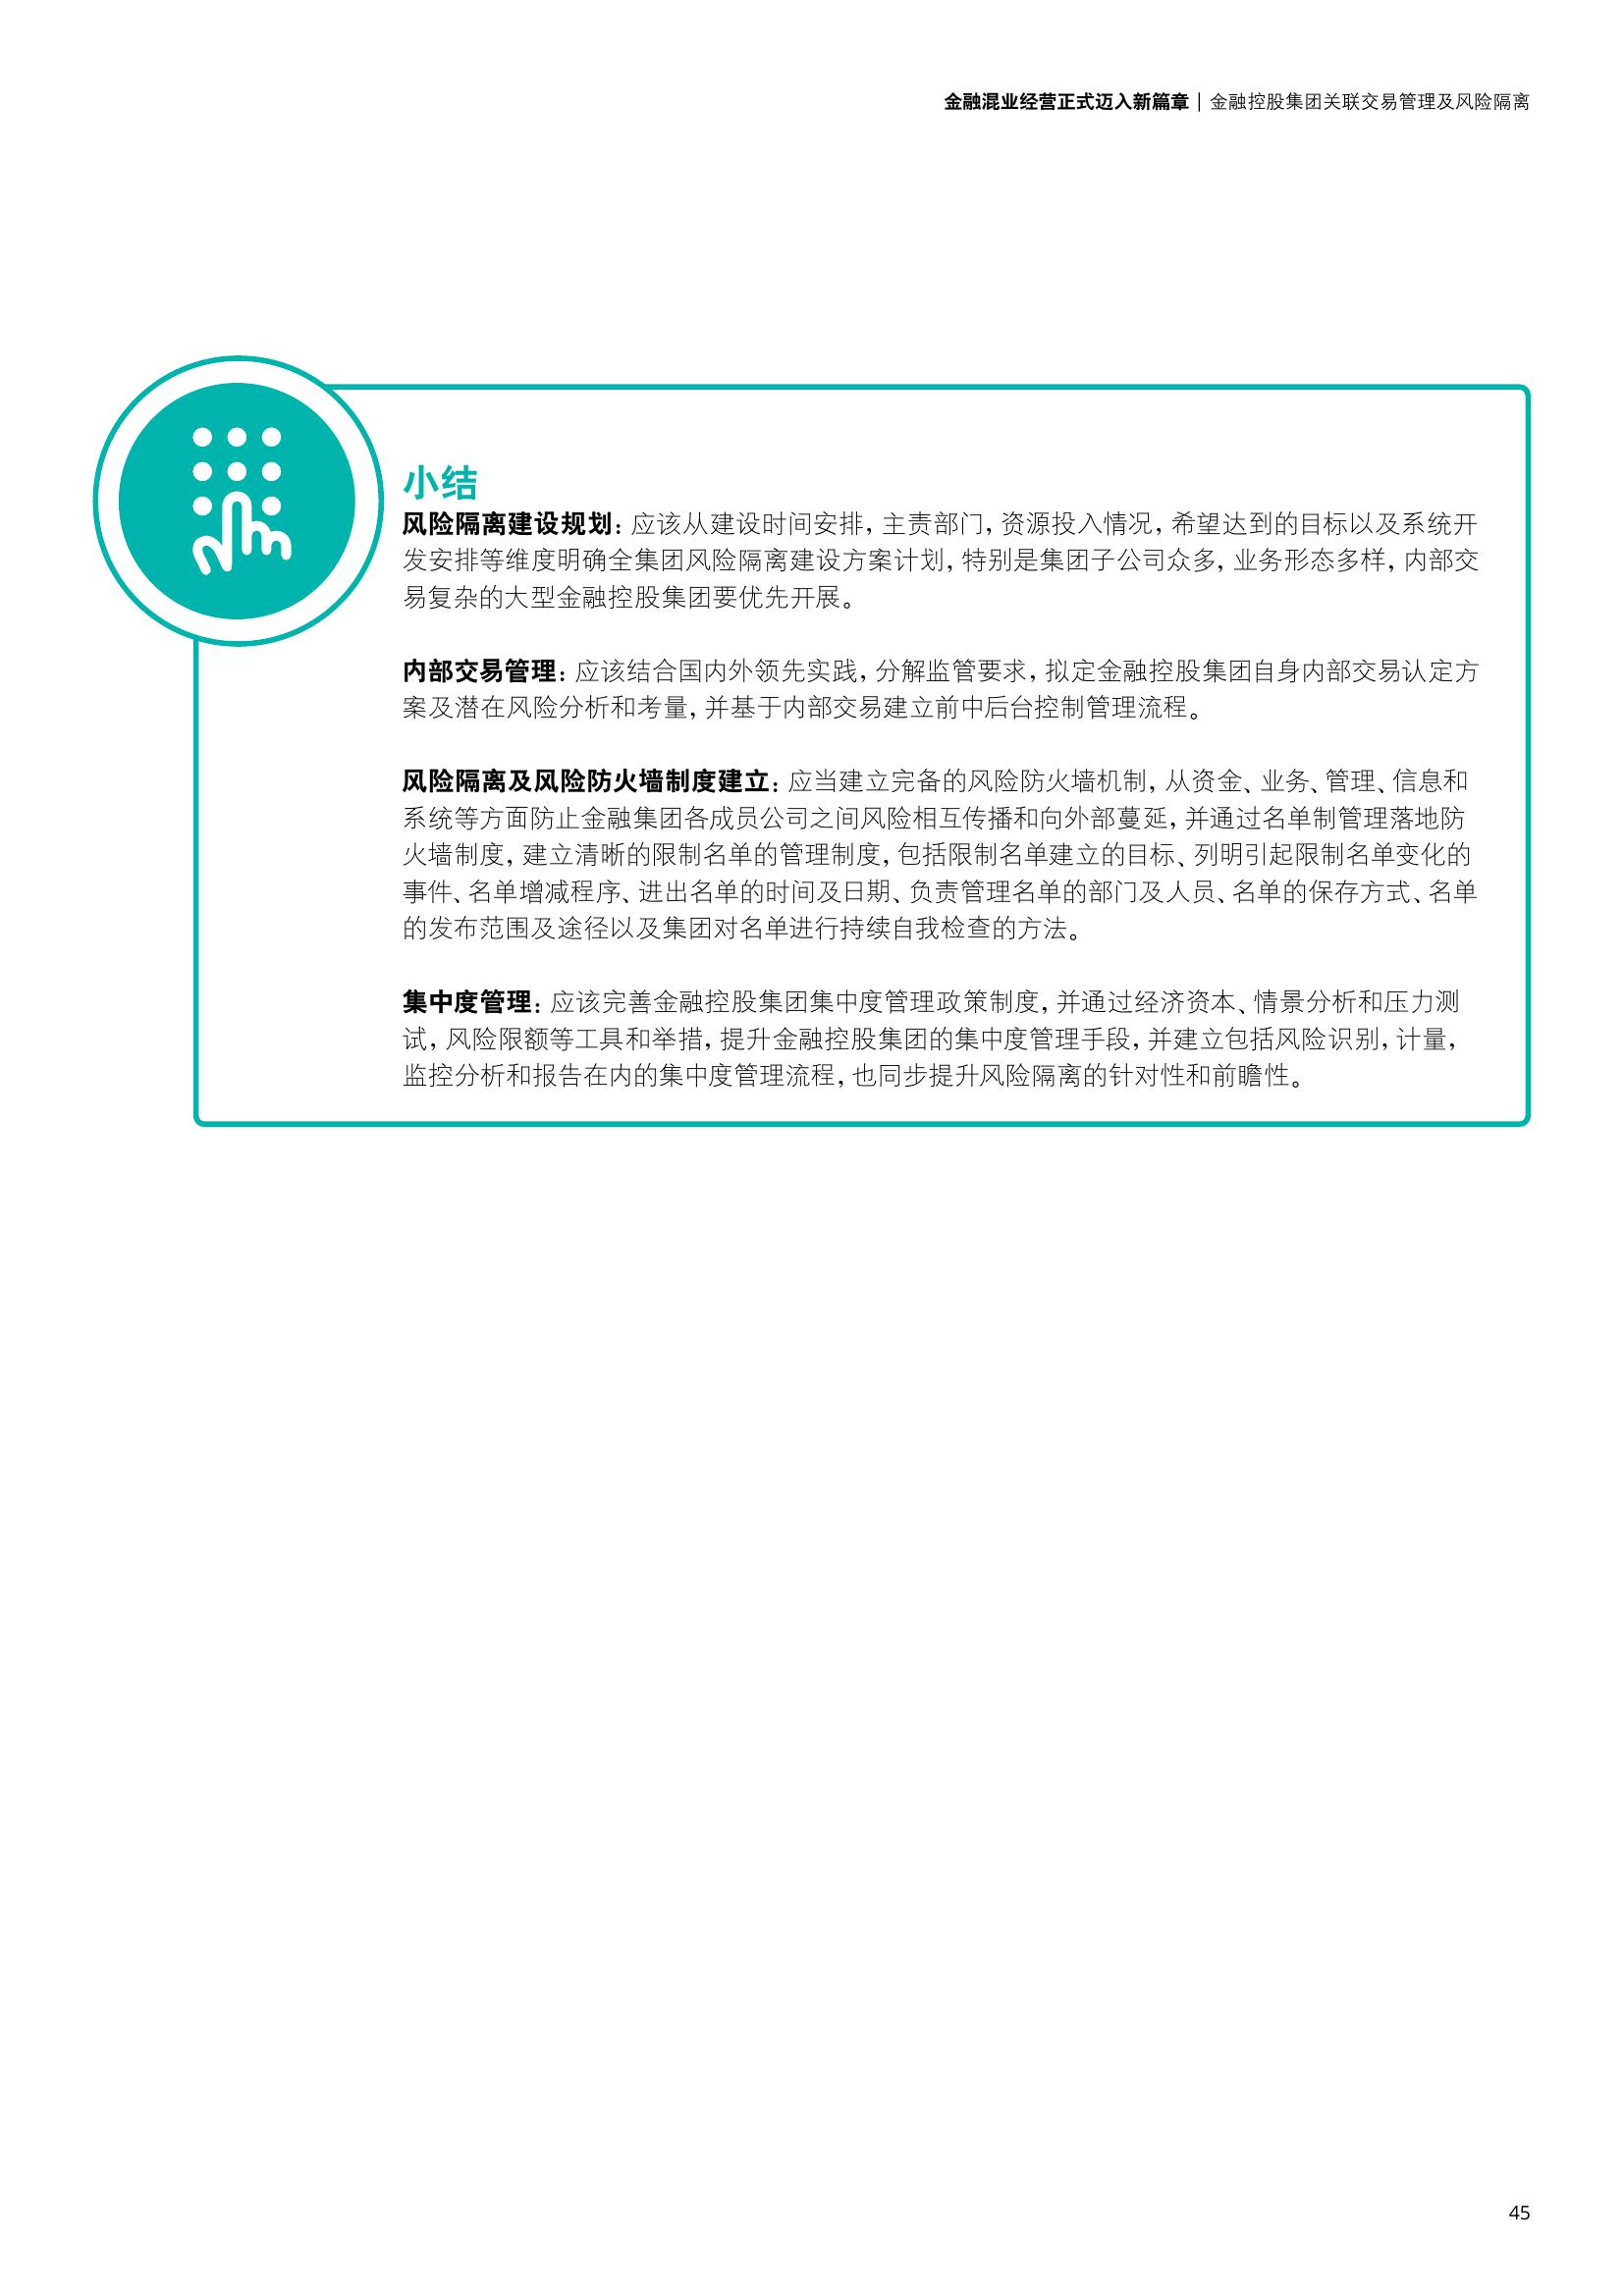 金融混业经营正式迈入新篇章 | 金融控股集团关联交易管理及风险隔离
小结
风险隔离建设规划：应该从建设时间安排，主责部门，资源投入情况，希望达到的目标以及系统开
发安排等维度明确全集团风险隔离建设方案计划，特别是集团子公司众多，业务形态多样，内部交
易复杂的大型金融控股集团要优先开展。
内部交易管理：应该结合国内外领先实践，分解监管要求，拟定金融控股集团自身内部交易认定方
案及潜在风险分析和考量，并基于内部交易建立前中后台控制管理流程。
风险隔离及风险防火墙制度建立：应当建立完备的风险防火墙机制，从资金、业务、管理、信息和
系统等方面防止金融集团各成员公司之间风险相互传播和向外部蔓延，并通过名单制管理落地防
火墙制度，建立清晰的限制名单的管理制度，包括限制名单建立的目标、列明引起限制名单变化的
事件、名单增减程序、进出名单的时间及日期、负责管理名单的部门及人员、名单的保存方式、名单
的发布范围及途径以及集团对名单进行持续自我检查的方法。
集中度管理：应该完善金融控股集团集中度管理政策制度，并通过经济资本、情景分析和压力测
试，风险限额等工具和举措，提升金融控股集团的集中度管理手段，并建立包括风险识别，计量，
监控分析和报告在内的集中度管理流程，也同步提升风险隔离的针对性和前瞻性。
45